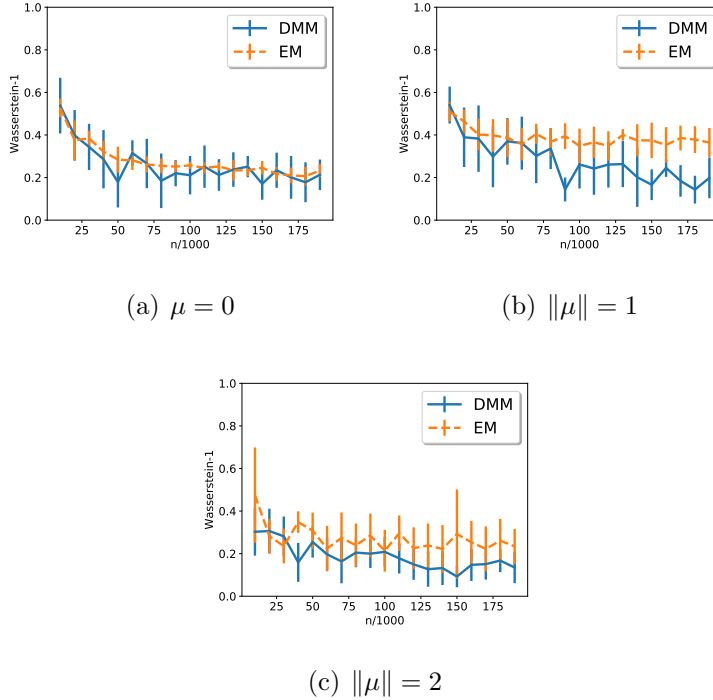 1.0
0.8
0.6
0.4
0.2
0.0
Wasserstein-1
25 50 75 100 125 150 175
n/1000
DMM
EM
(a) μ = 0
1.0
0.8
0.6
0.4
0.2
0.0
Wasserstein-1
25 50 75 100 125 150 175
n/1000
DMM
EM
(b) ‖μ‖ = 1
1.0
0.8
0.6
0.4
0.2
0.0
Wasserstein-1
25 50 75 100 125 150 175
n/1000
DMM
EM
(c) ‖μ‖ = 2